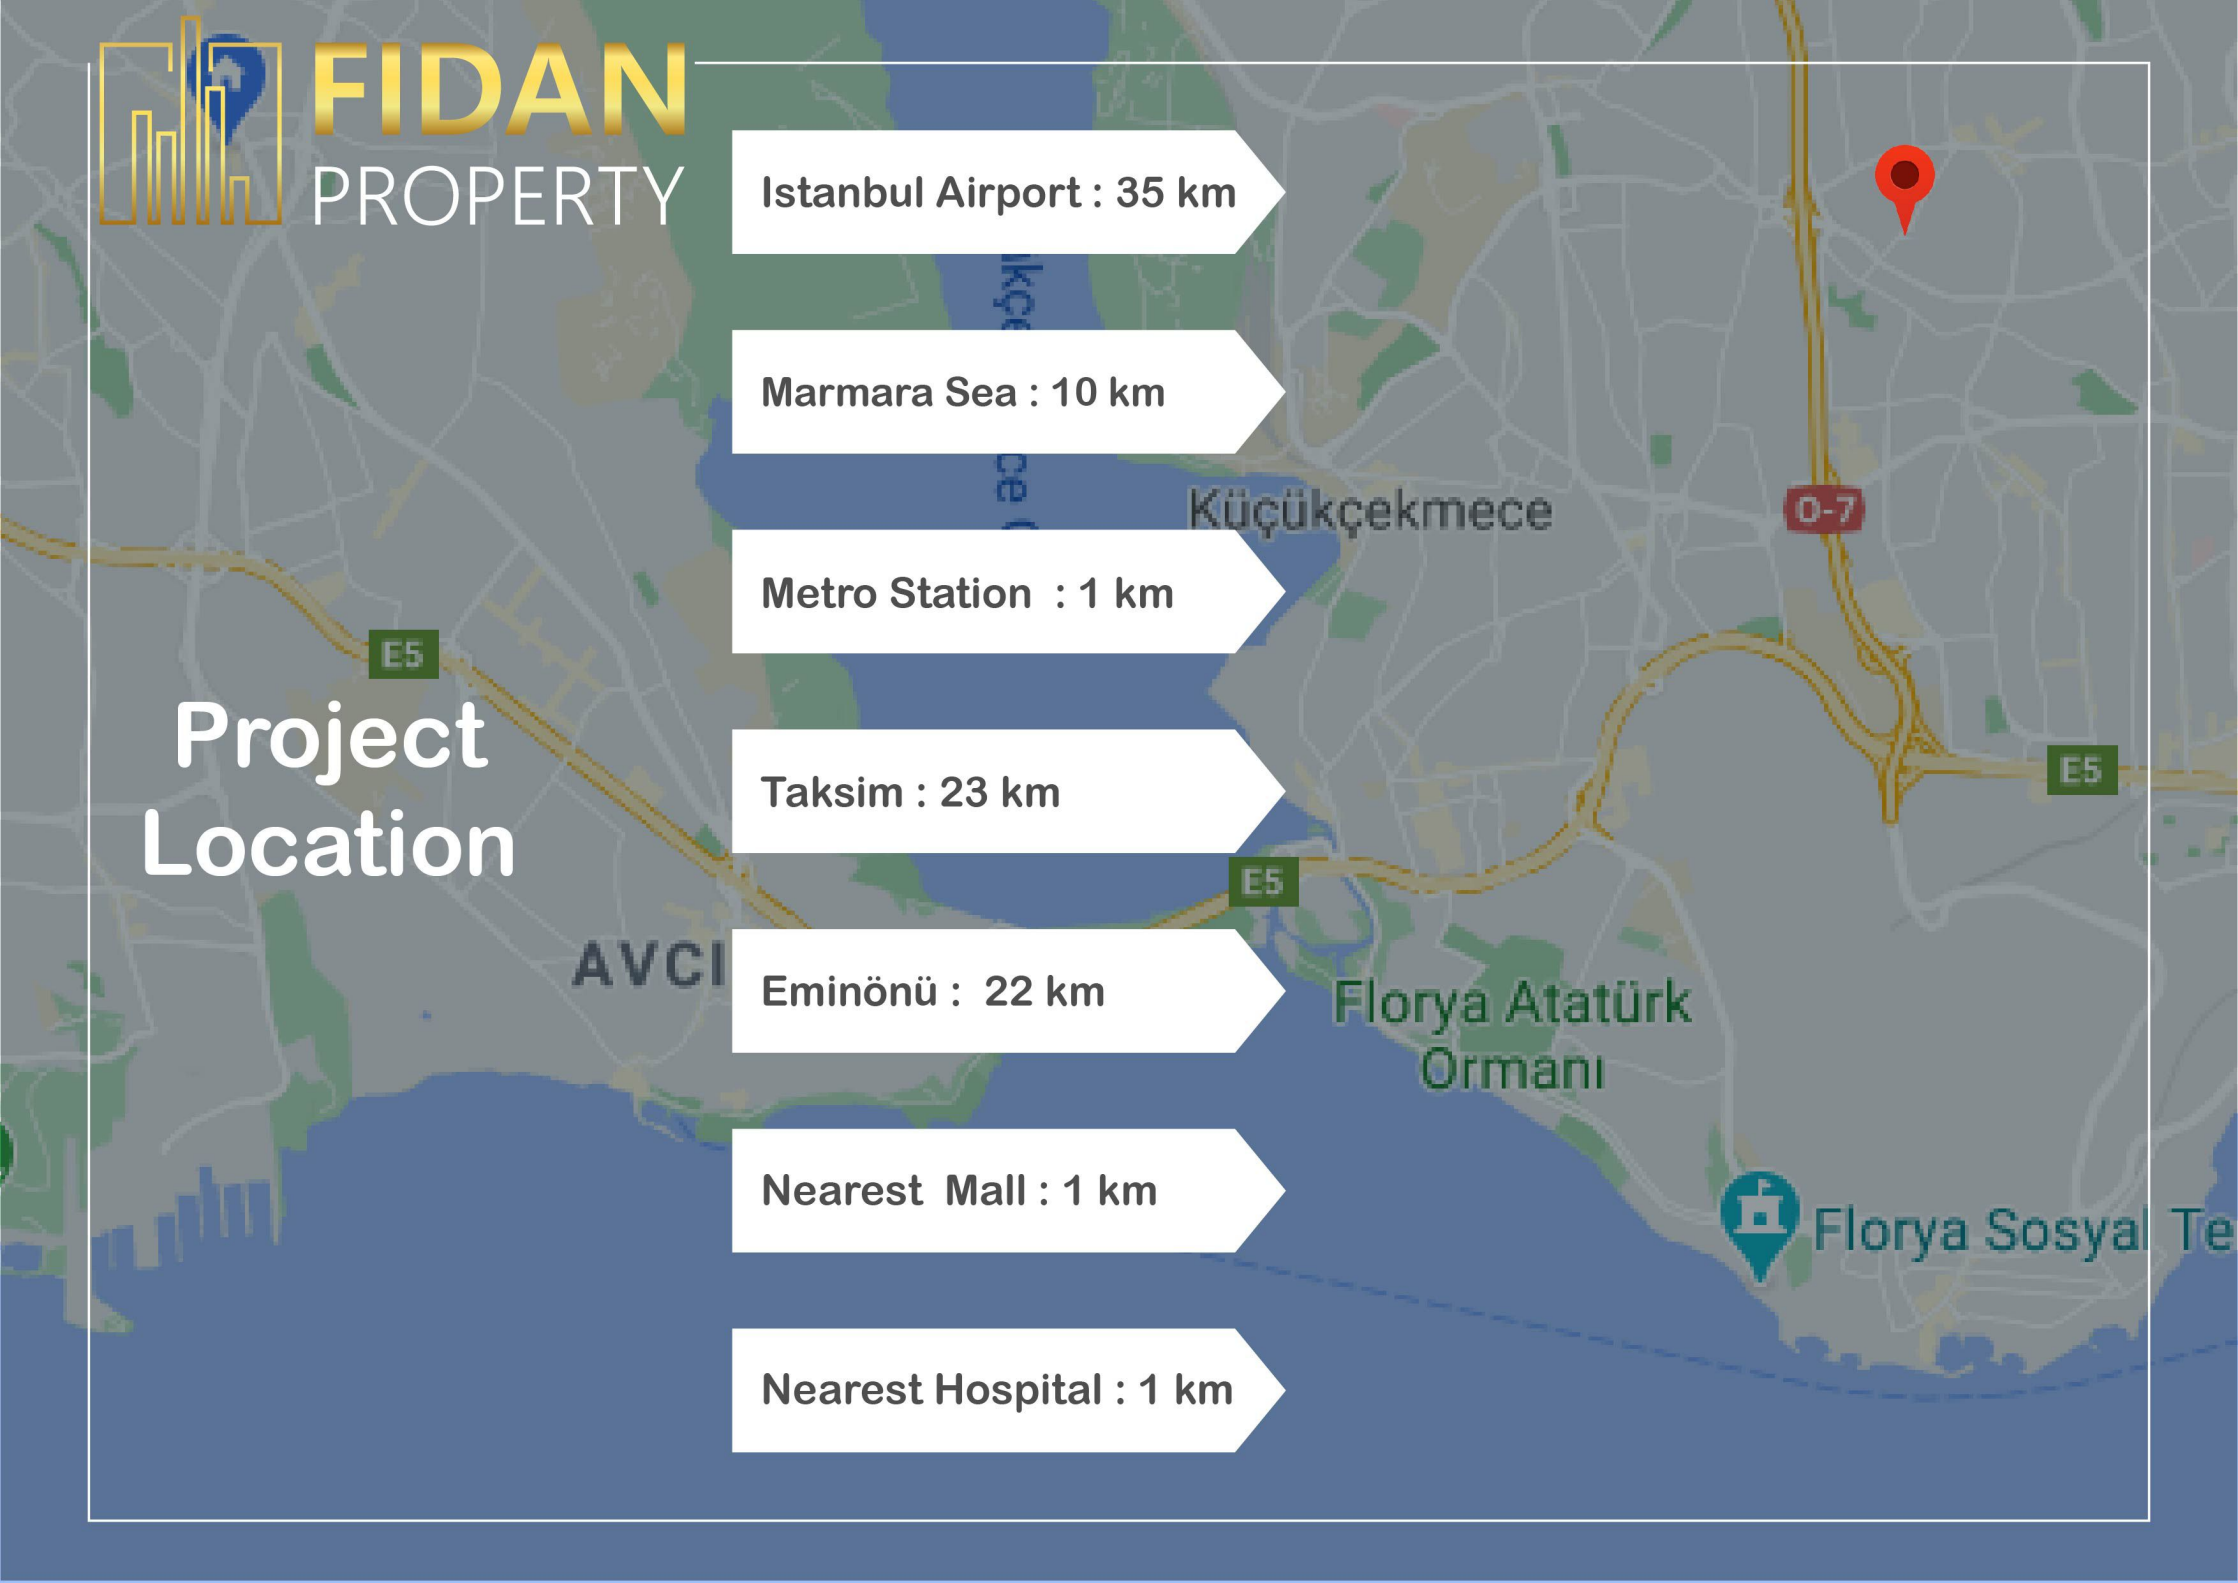 FIDAN
PROPERTY
Istanbul Airport : 35 km
Marmara Sea : 10 km
Küçükçekmece
O-7
Metro Station : 1 km
E5
Project
Location
Taksim : 23 km
E5
E5
AVCI
Eminönü : 22 km
Florya Atatürk
Ormanı
Nearest Mall : 1 km
Florya Sosyal Te
Nearest Hospital : 1 km